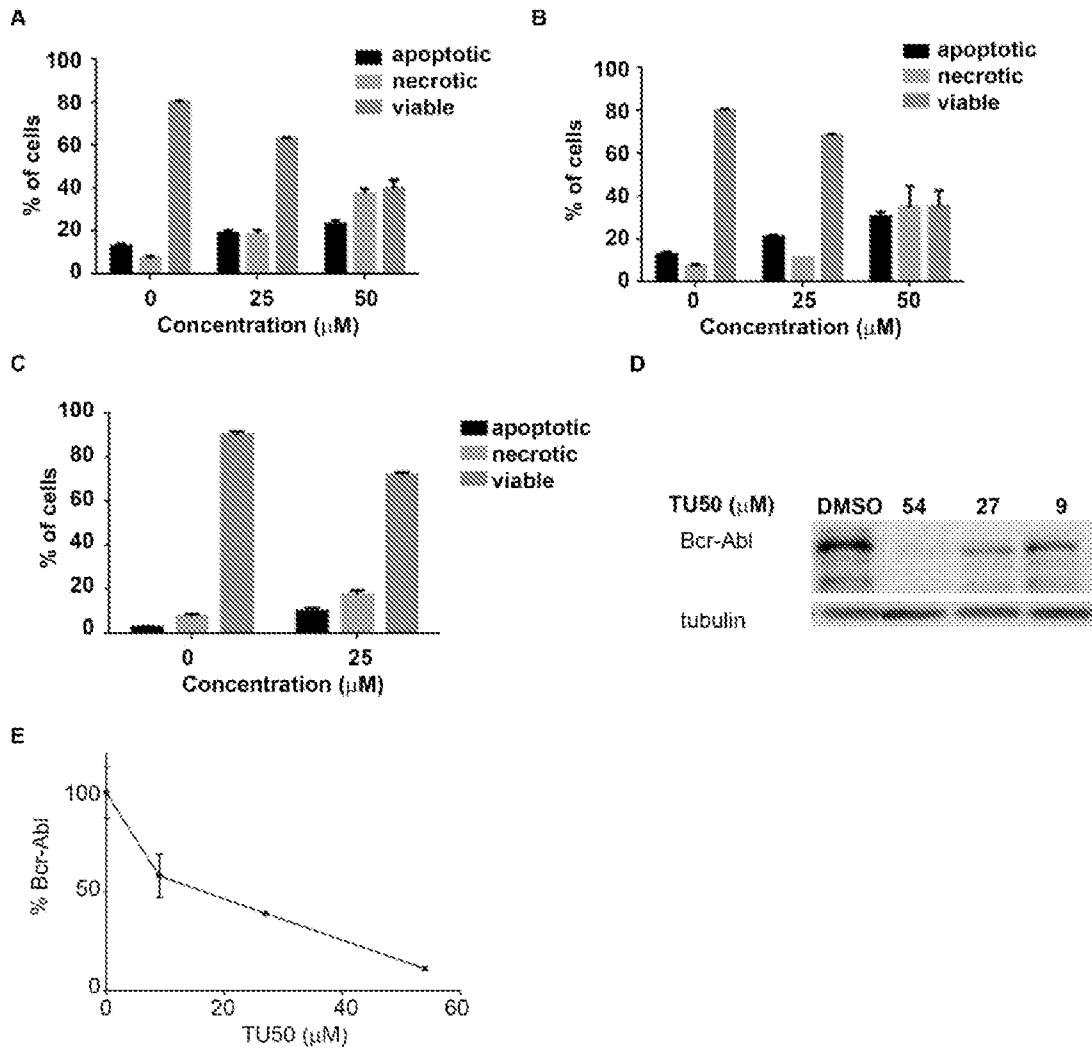 A
100
80
60
40
20
0
% of cells
apoptotic
necrotic
viable
0 25 50
Concentration (μM)
B
100
80
60
40
20
0
% of cells
apoptotic
necrotic
viable
0 25 50
Concentration (μM)
C
100
80
60
40
20
0
% of cells
apoptotic
necrotic
viable
0 25
Concentration (μM)
D
TU50 (μM) DMSO 54 27 9
Bcr-Abl
tubulin
E
100
50
0
% Bcr-Abl
0 20 40 60
TU50 (μM)